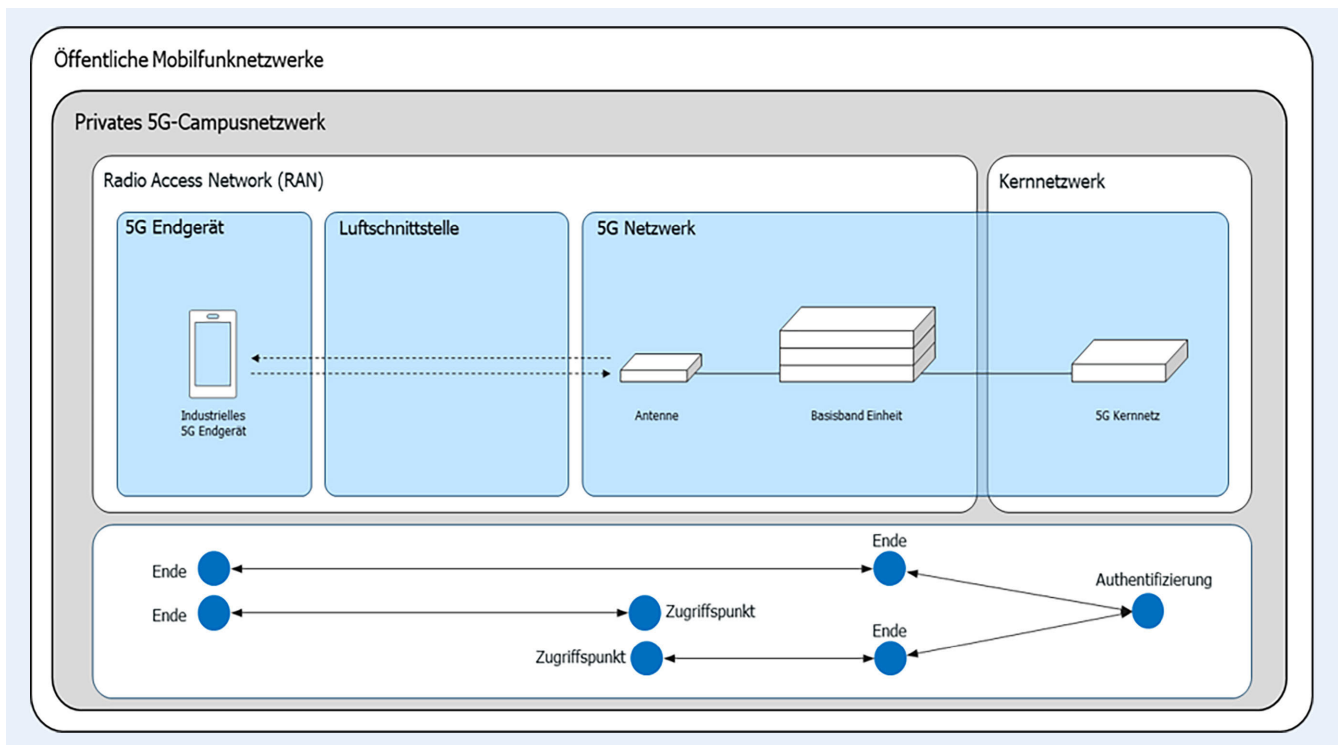 Öffentliche Mobilfunknetzwerke
Privates 5G-Campusnetzwerk
Radio Access Network (RAN)
Kernnetzwerk
5G Endgerät
Luftschnittstelle
5G Netzwerk
Industrielles
5G Endgerät
Antenne
Basisband Einheit
5G Kernnetz
Ende
Ende
Authentifizierung
Ende
Zugriffspunkt
Ende
Zugriffspunkt